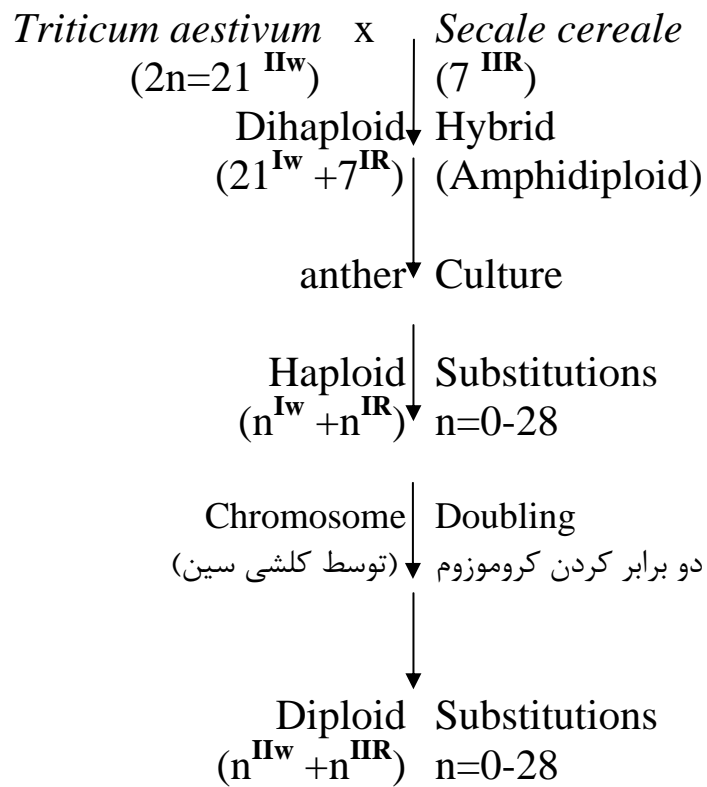 Triticum aestivum x Secale cereale
(2n=21 IIw) (7 IIR)
Dihaploid Hybrid
(21Iw +7IR) (Amphidiploid)
anther Culture
Haploid Substitutions
(nIw +nIR) n=0-28
Chromosome Doubling
دو برابر کردن کروموزوم (توسط کلشی سین)
Diploid Substitutions
(nIIw +nIIR) n=0-28